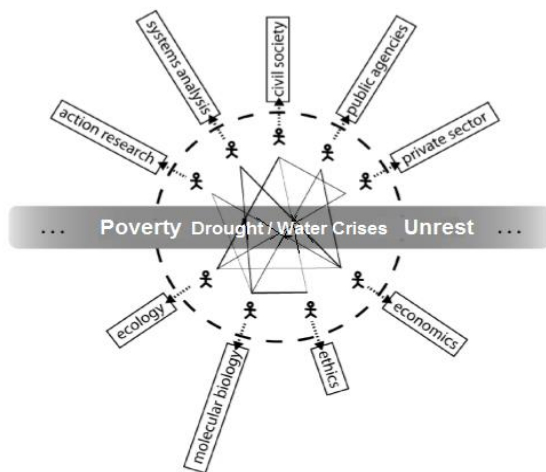 civil society
systems analysis
public agencies
action research
private sector
... Poverty Drought / Water Crises Unrest ...
ecology
economics
molecular biology
ethics